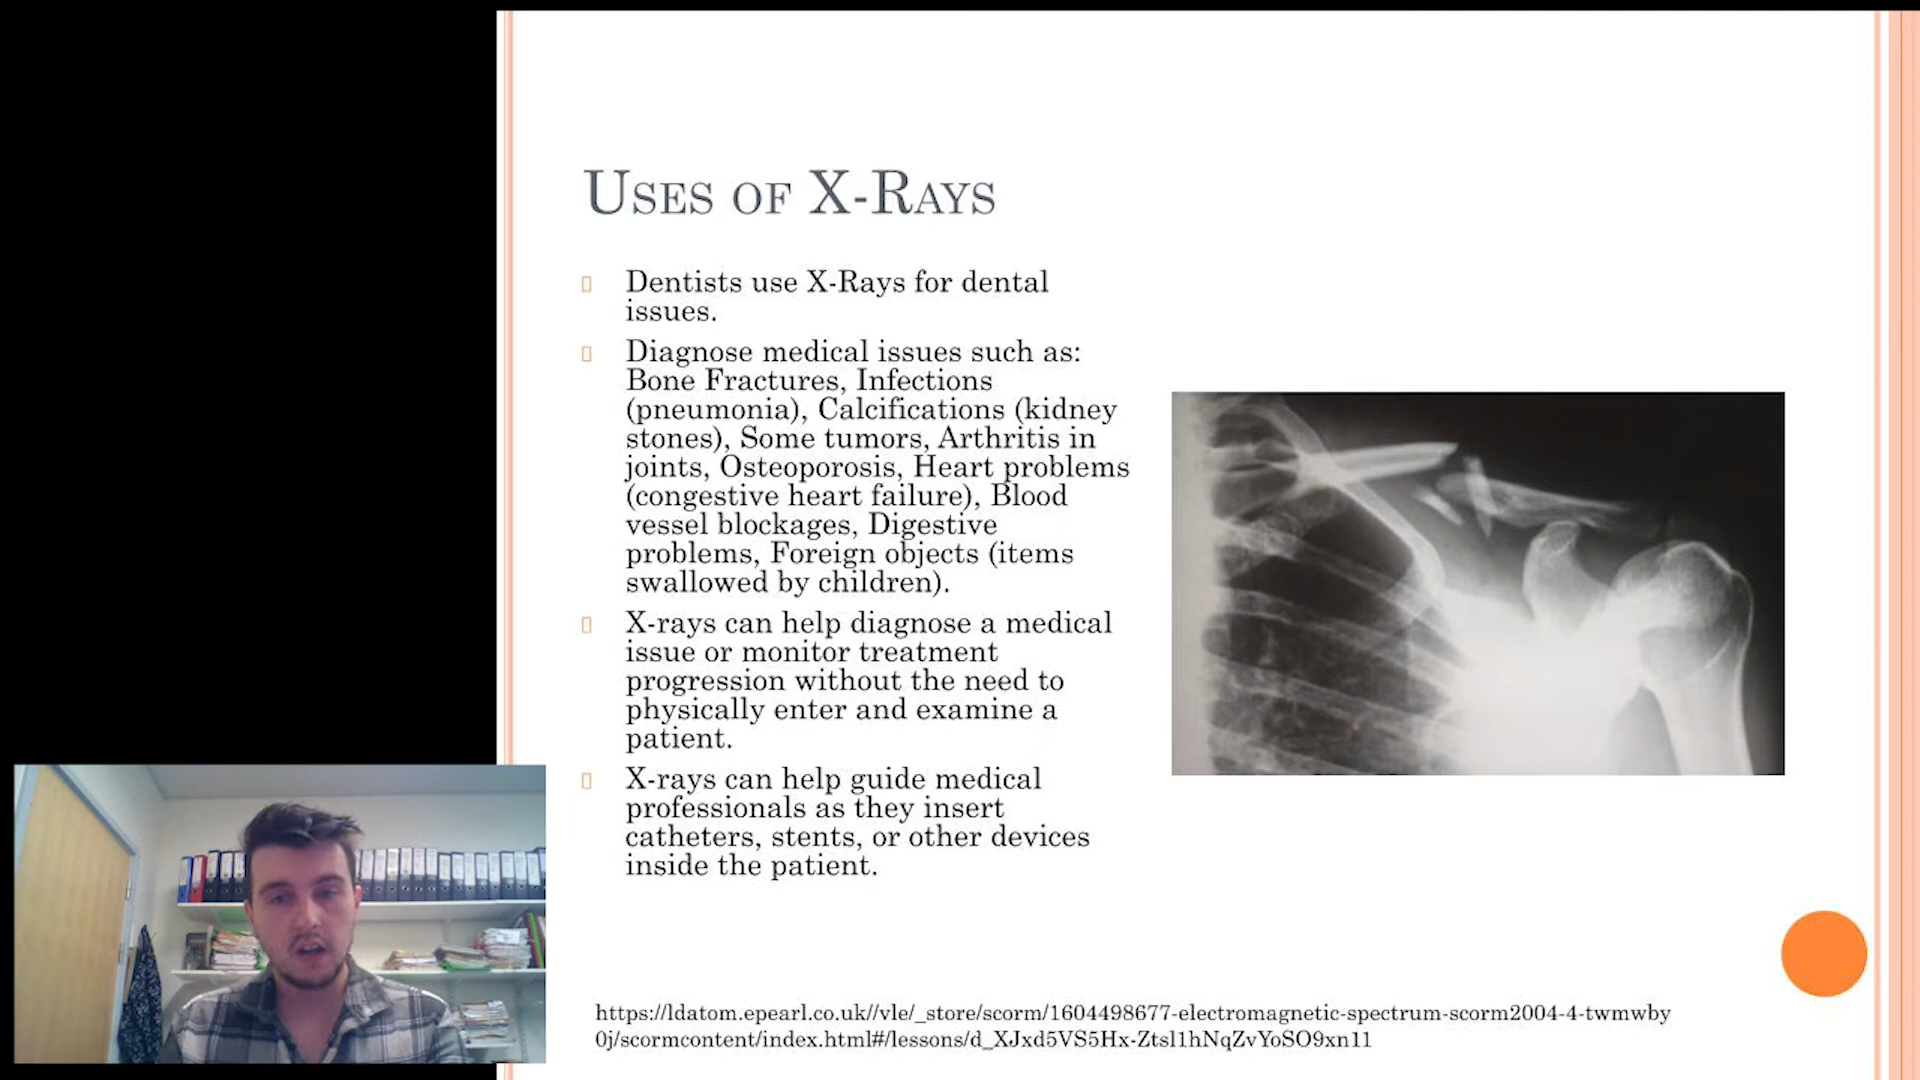 Uses of X-Rays
Dentists use X-Rays for dental
issues.
Diagnose medical issues such as:
Bone Fractures, Infections
(pneumonia), Calcifications (kidney
stones), Some tumors, Arthritis in
joints, Osteoporosis, Heart problems
(congestive heart failure), Blood
vessel blockages, Digestive
problems, Foreign objects (items
swallowed by children).
X-rays can help diagnose a medical
issue or monitor treatment
progression without the need to
physically enter and examine a
patient.
X-rays can help guide medical
professionals as they insert
catheters, stents, or other devices
inside the patient.
https://ldatom.epearl.co.uk//vle/_store/scorm/1604498677-electromagnetic-spectrum-scorm2004-4-twmwby
0j/scormcontent/index.html#/lessons/d_XJxd5VS5Hx-Ztsl1hNqZvYoSO9xn11